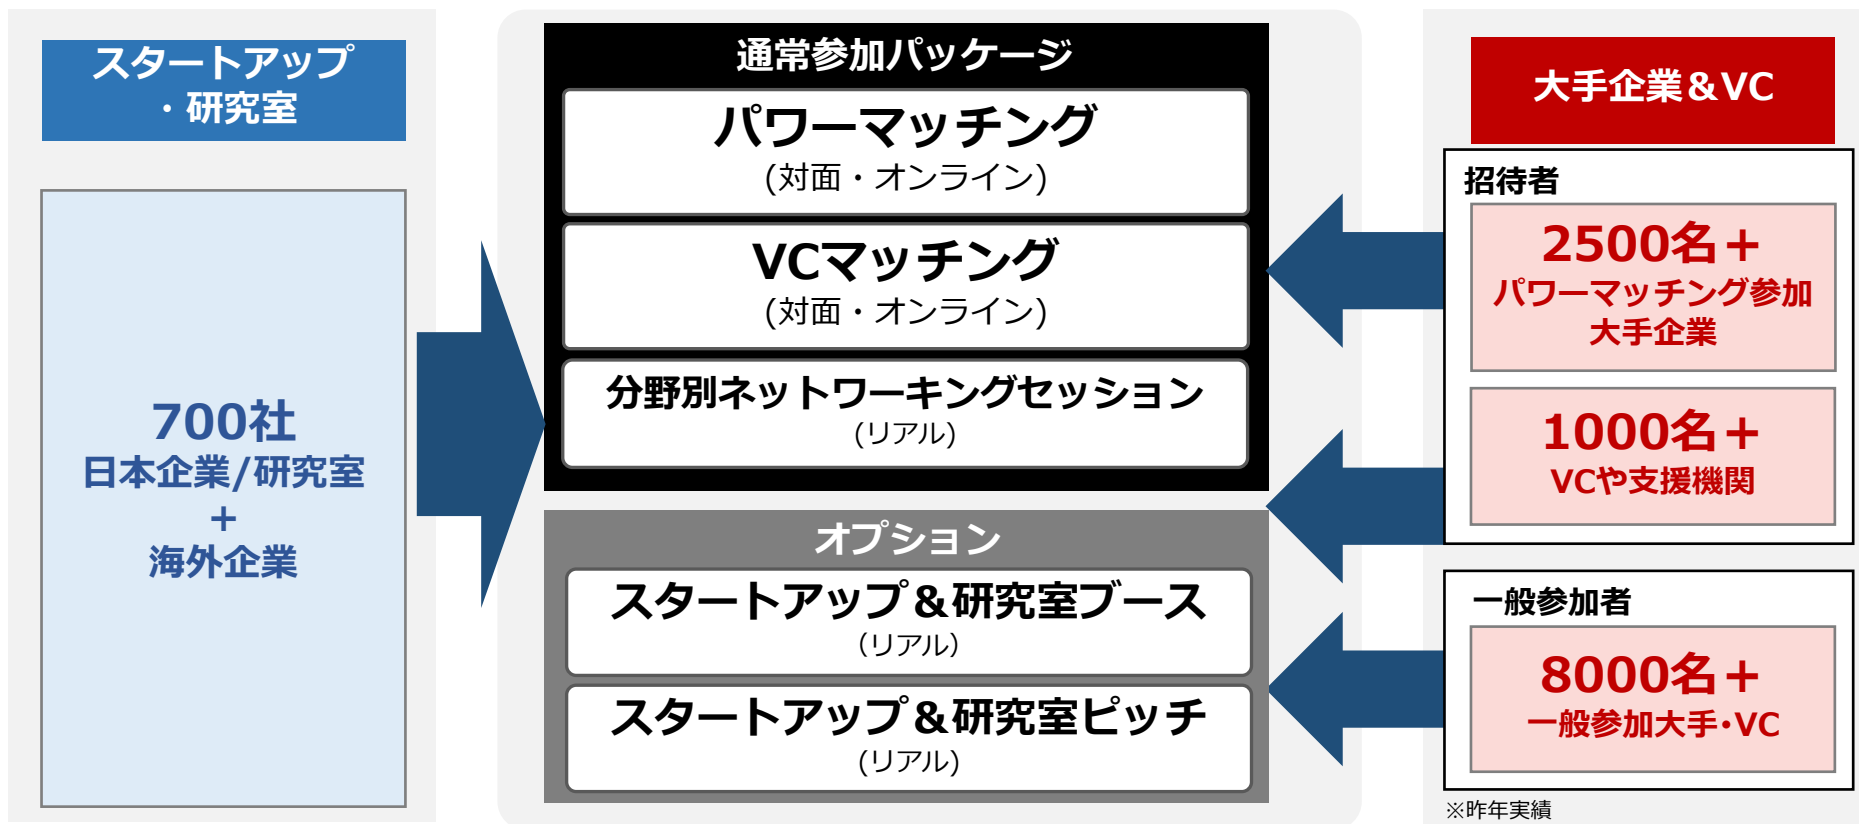 スタートアップ
・研究室
700社
日本企業/研究室
+
海外企業
通常参加パッケージ
パワーマッチング
(対面・オンライン)
VCマッチング
(対面・オンライン)
分野別ネットワーキングセッション
(リアル)
オプション
スタートアップ＆研究室ブース
(リアル)
スタートアップ＆研究室ピッチ
(リアル)
大手企業＆VC
招待者
2500名＋
パワーマッチング参加
大手企業
1000名＋
VCや支援機関
一般参加者
8000名＋
一般参加大手・VC
※昨年実績